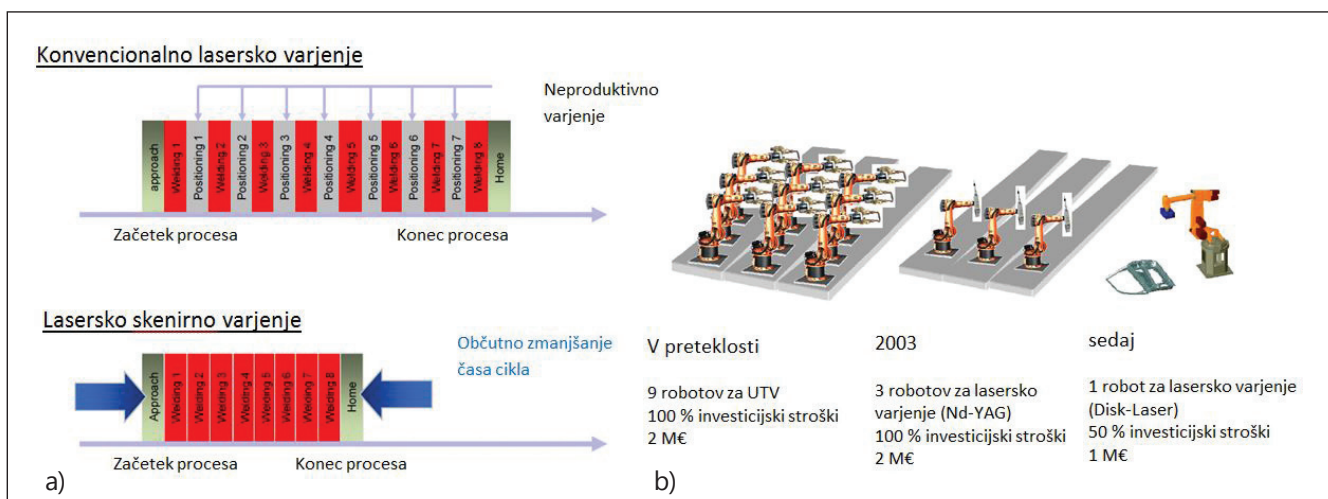 Konvencionalno lasersko varjenje
Neproduktivno
varjenje
approach
Welding 1
Positioning 1
Welding 2
Positioning 2
Welding 3
Positioning 3
Welding 4
Positioning 4
Welding 5
Positioning 5
Welding 6
Positioning 6
Welding 7
Positioning 7
Welding 8
Home
Začetek procesa
Konec procesa
Lasersko skenirno varjenje
Občutno zmanjšanje
časa cikla
Approach
Welding 1
Welding 2
Welding 3
Welding 4
Welding 5
Welding 6
Welding 7
Welding 8
Home
Začetek procesa
Konec procesa
a)
V preteklosti
9 robotov za UTV
100 % investicijski stroški
2 M€
2003
3 robotov za lasersko
varjenje (Nd-YAG)
100 % investicijski stroški
2 M€
sedaj
1 robot za lasersko varjenje
(Disk-Laser)
50 % investicijski stroški
1 M€
b)